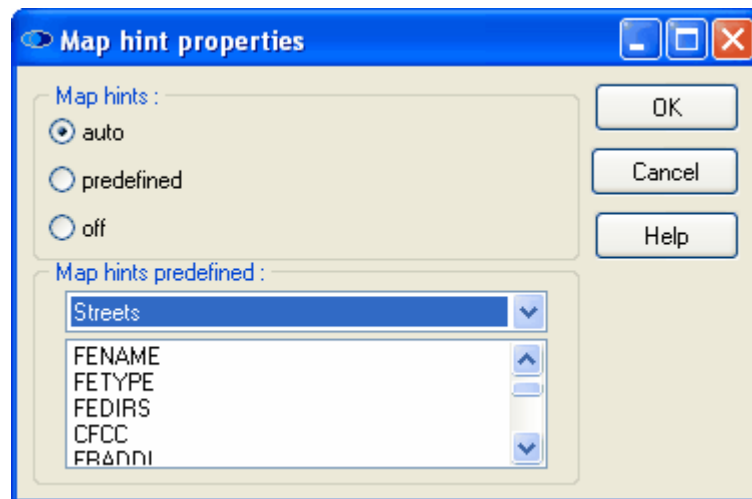 Map hint properties
Map hints :
auto
predefined
off
OK
Cancel
Help
Map hints predefined :
Streets
FENAME
FETYPE
FEDIRS
CFCC